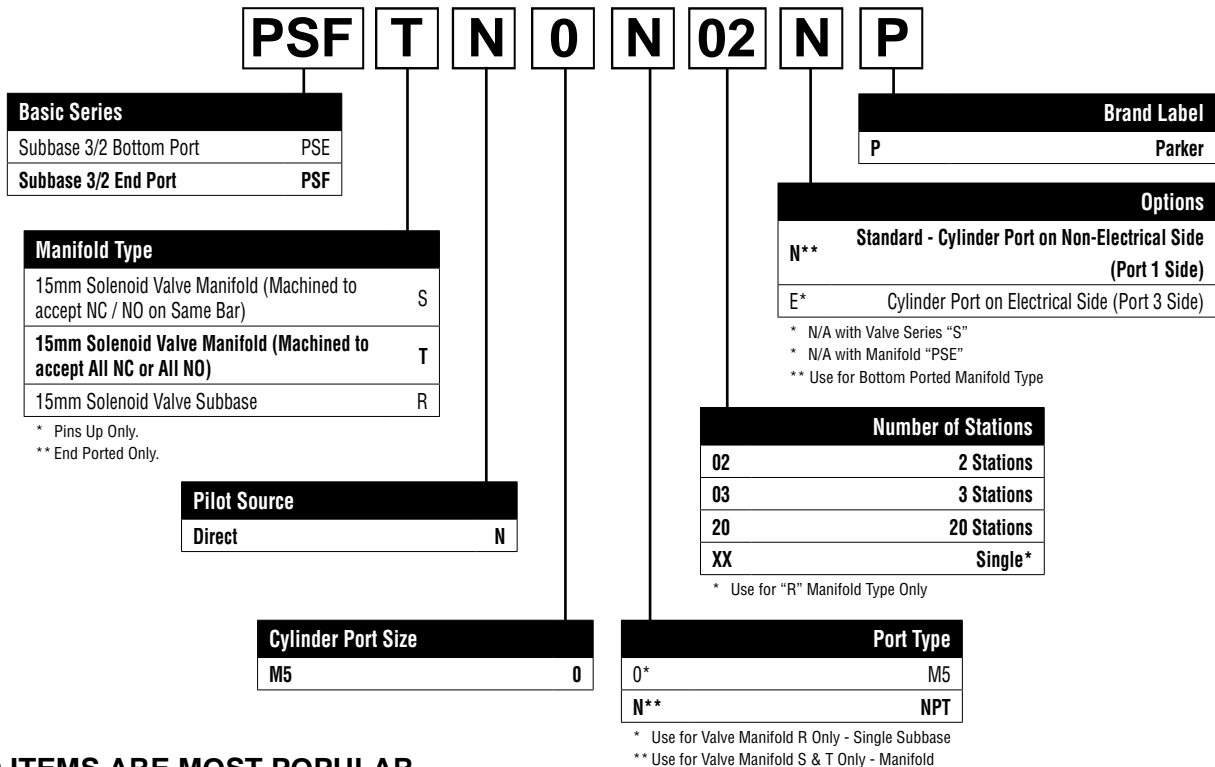 PSF T N 0 N 02 N P
Basic Series
Subbase 3/2 Bottom Port PSE
Subbase 3/2 End Port PSF
Brand Label
P Parker
Manifold Type
15mm Solenoid Valve Manifold (Machined to
accept NC / NO on Same Bar) S
15mm Solenoid Valve Manifold (Machined to
accept All NC or All NO) T
15mm Solenoid Valve Subbase R
* Pins Up Only.
** End Ported Only.
Options
N** Standard - Cylinder Port on Non-Electrical Side
(Port 1 Side)
E* Cylinder Port on Electrical Side (Port 3 Side)
* N/A with Valve Series “S”
* N/A with Manifold “PSE”
** Use for Bottom Ported Manifold Type
Pilot Source
Direct N
Number of Stations
02 2 Stations
03 3 Stations
20 20 Stations
XX Single*
* Use for “R” Manifold Type Only
Cylinder Port Size
M5 0
Port Type
0* M5
N** NPT
* Use for Valve Manifold R Only - Single Subbase
** Use for Valve Manifold S & T Only - Manifold
ITEMS ARE MOST POPULAR